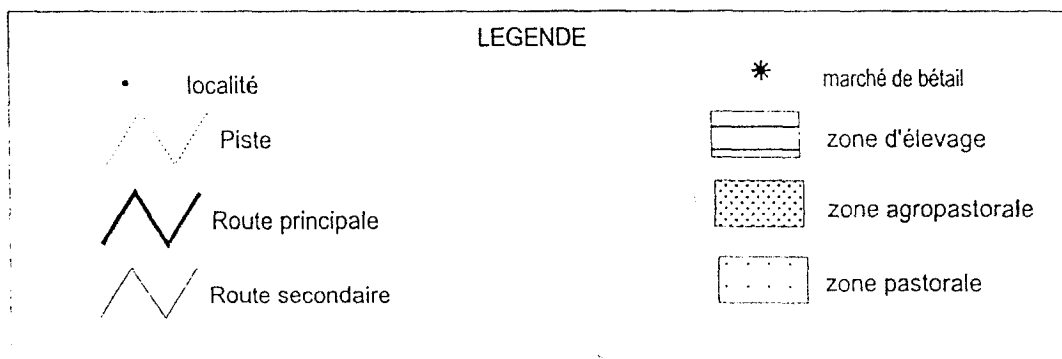 LEGENDE
localité
Piste
Route principale
Route secondaire
marché de bétail
zone d'élevage
zone agropastorale
zone pastorale